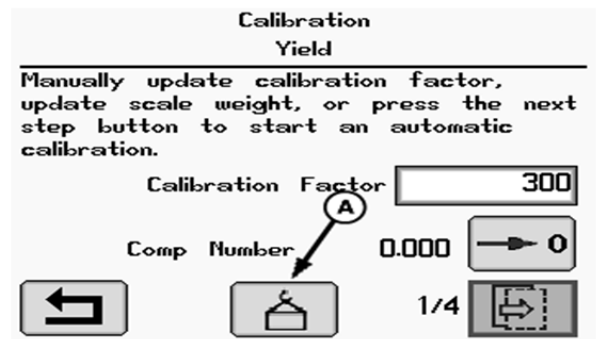 Calibration
Yield
Manually update calibration factor,
update scale weight, or press the next
step button to start an automatic
calibration.
Calibration Factor 300
A
Comp Number 0.000 0
1/4